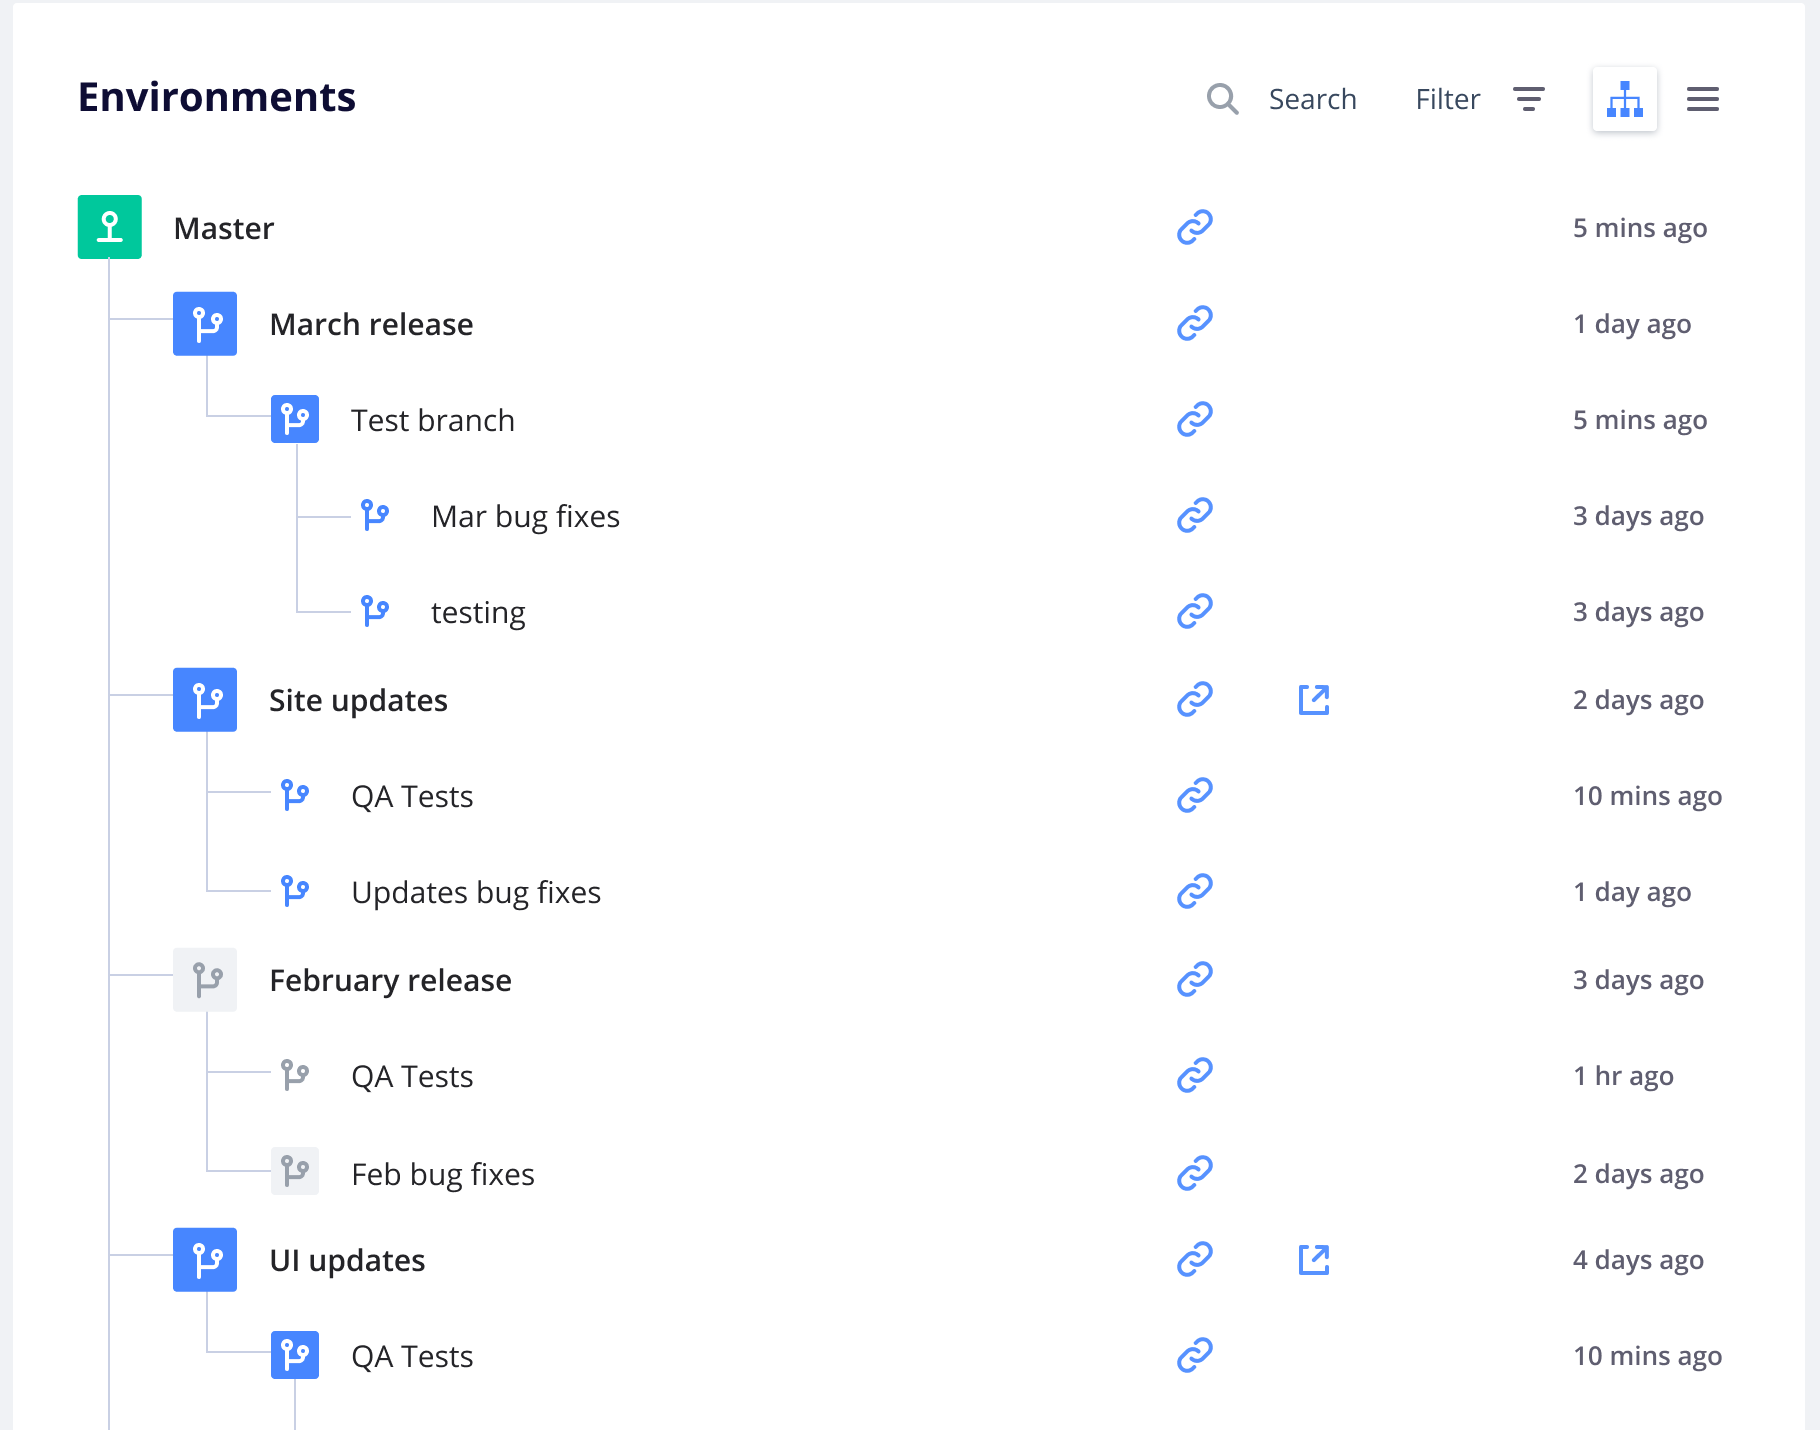 Environments
Search
Filter
Master
5 mins ago
March release
1 day ago
Test branch
5 mins ago
Mar bug fixes
3 days ago
testing
3 days ago
Site updates
2 days ago
QA Tests
10 mins ago
Updates bug fixes
1 day ago
February release
3 days ago
QA Tests
1 hr ago
Feb bug fixes
2 days ago
UI updates
4 days ago
QA Tests
10 mins ago